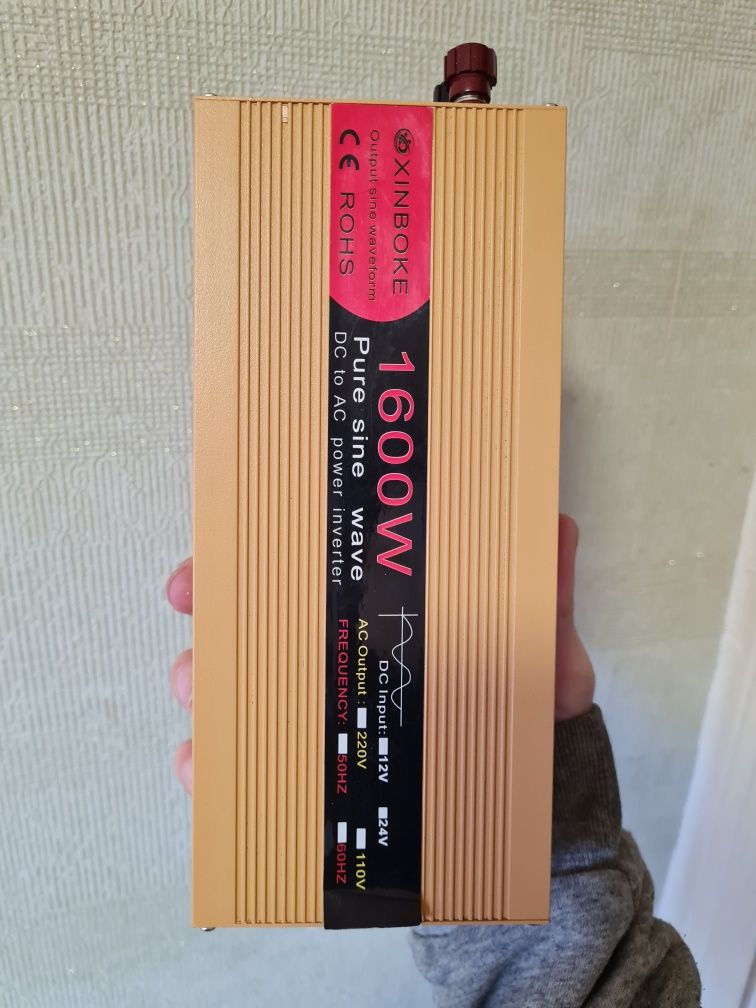 XINBOKE
Output sine waveform
CE ROHS
1600W
Pure sine wave
DC to AC power inverter
DC Input: 12V 24V
AC Output: 220V 110V
FREQUENCY: 50HZ 60HZ